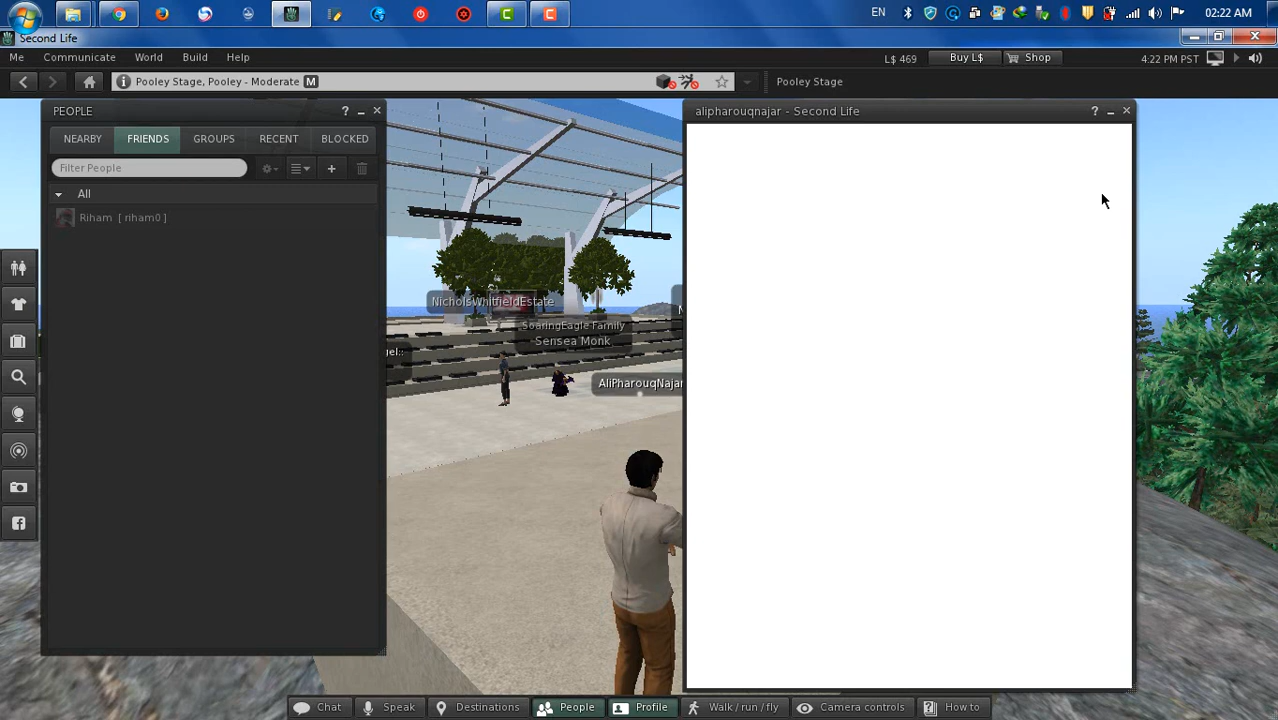 EN
02:22 AM
Second Life
Me Communicate World Build Help
L$ 469 Buy L$ Shop 4:22 PM PST
Pooley Stage, Pooley - Moderate M
Pooley Stage
PEOPLE ?
NEARBY FRIENDS GROUPS RECENT BLOCKED
Filter People
All
Riham [ riham0 ]
NicholsWhitfieldEstate
SoaringEagle Family
Sensea Monk
gel::
AliPharouqNajar
alipharouqnajar - Second Life ?
Chat Speak Destinations People Profile Walk / run / fly Camera controls How to